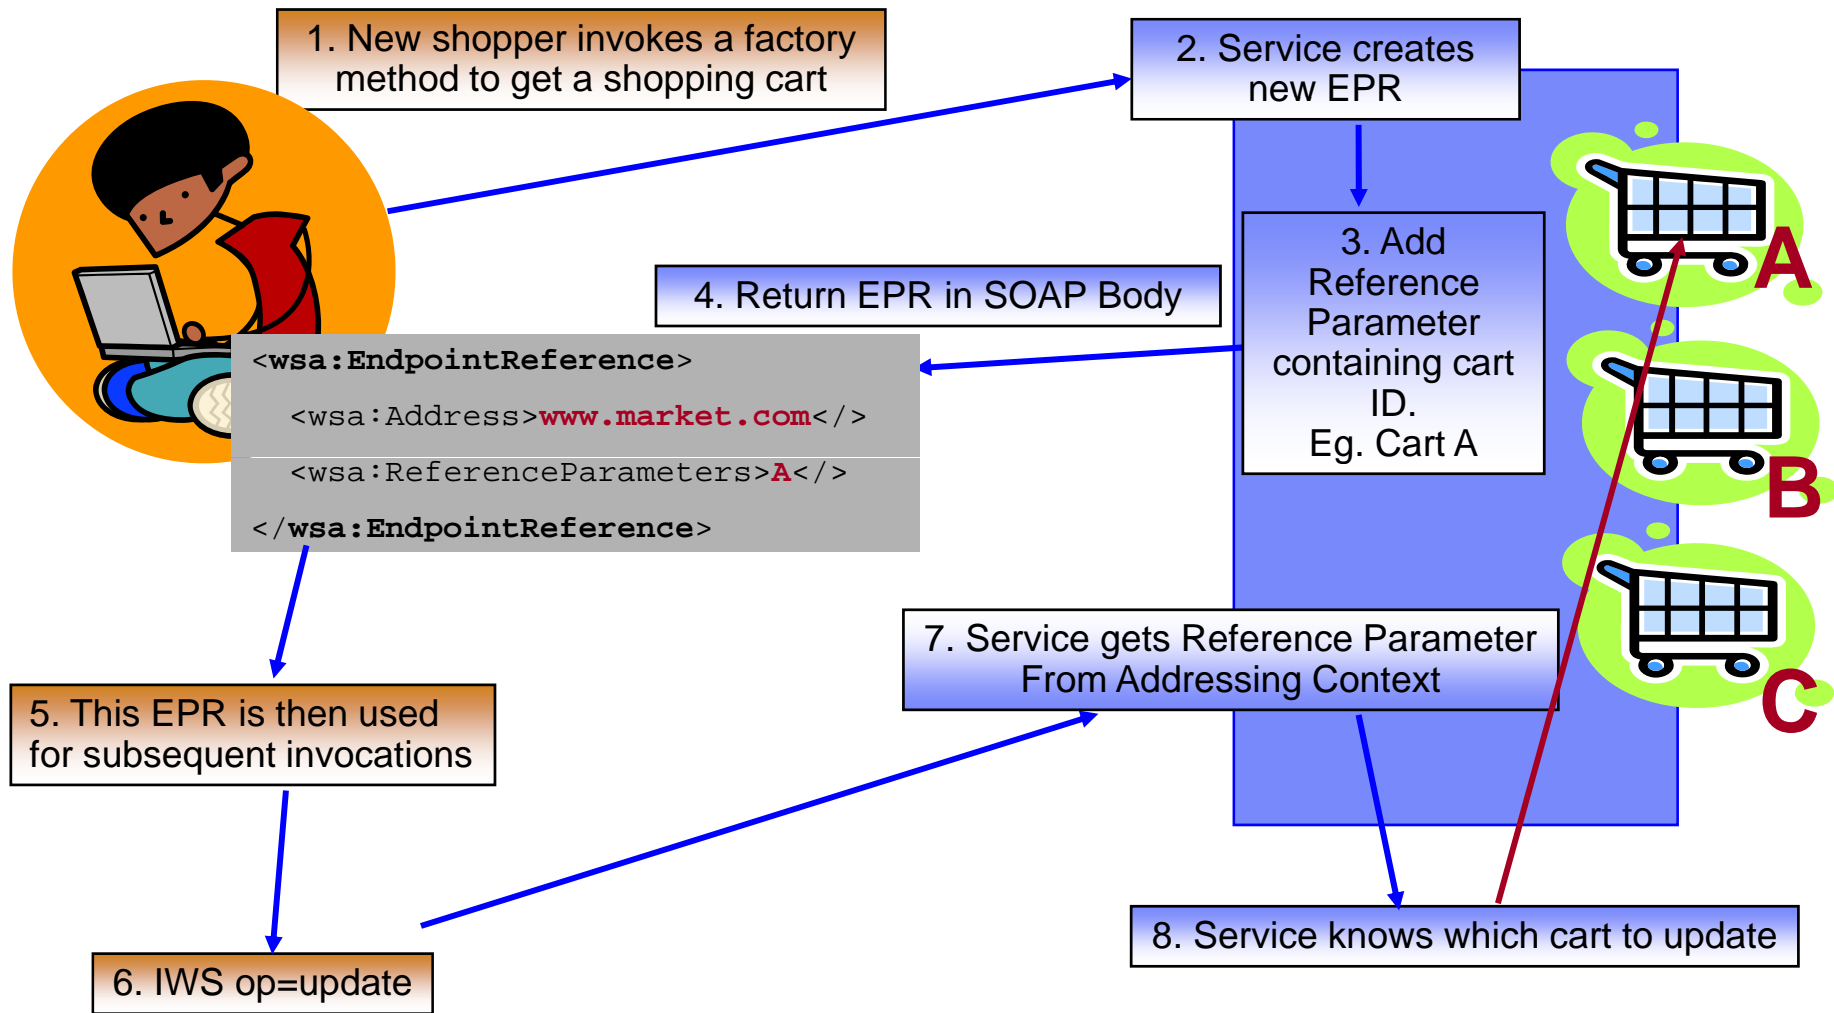 1. New shopper invokes a factory
method to get a shopping cart
2. Service creates
new EPR
3. Add
Reference
Parameter
containing cart
ID.
Eg. Cart A
4. Return EPR in SOAP Body
<wsa:EndpointReference>
<wsa:Address>www.market.com</>
<wsa:ReferenceParameters>A</>
</wsa:EndpointReference>
A
B
C
5. This EPR is then used
for subsequent invocations
6. IWS op=update
7. Service gets Reference Parameter
From Addressing Context
8. Service knows which cart to update